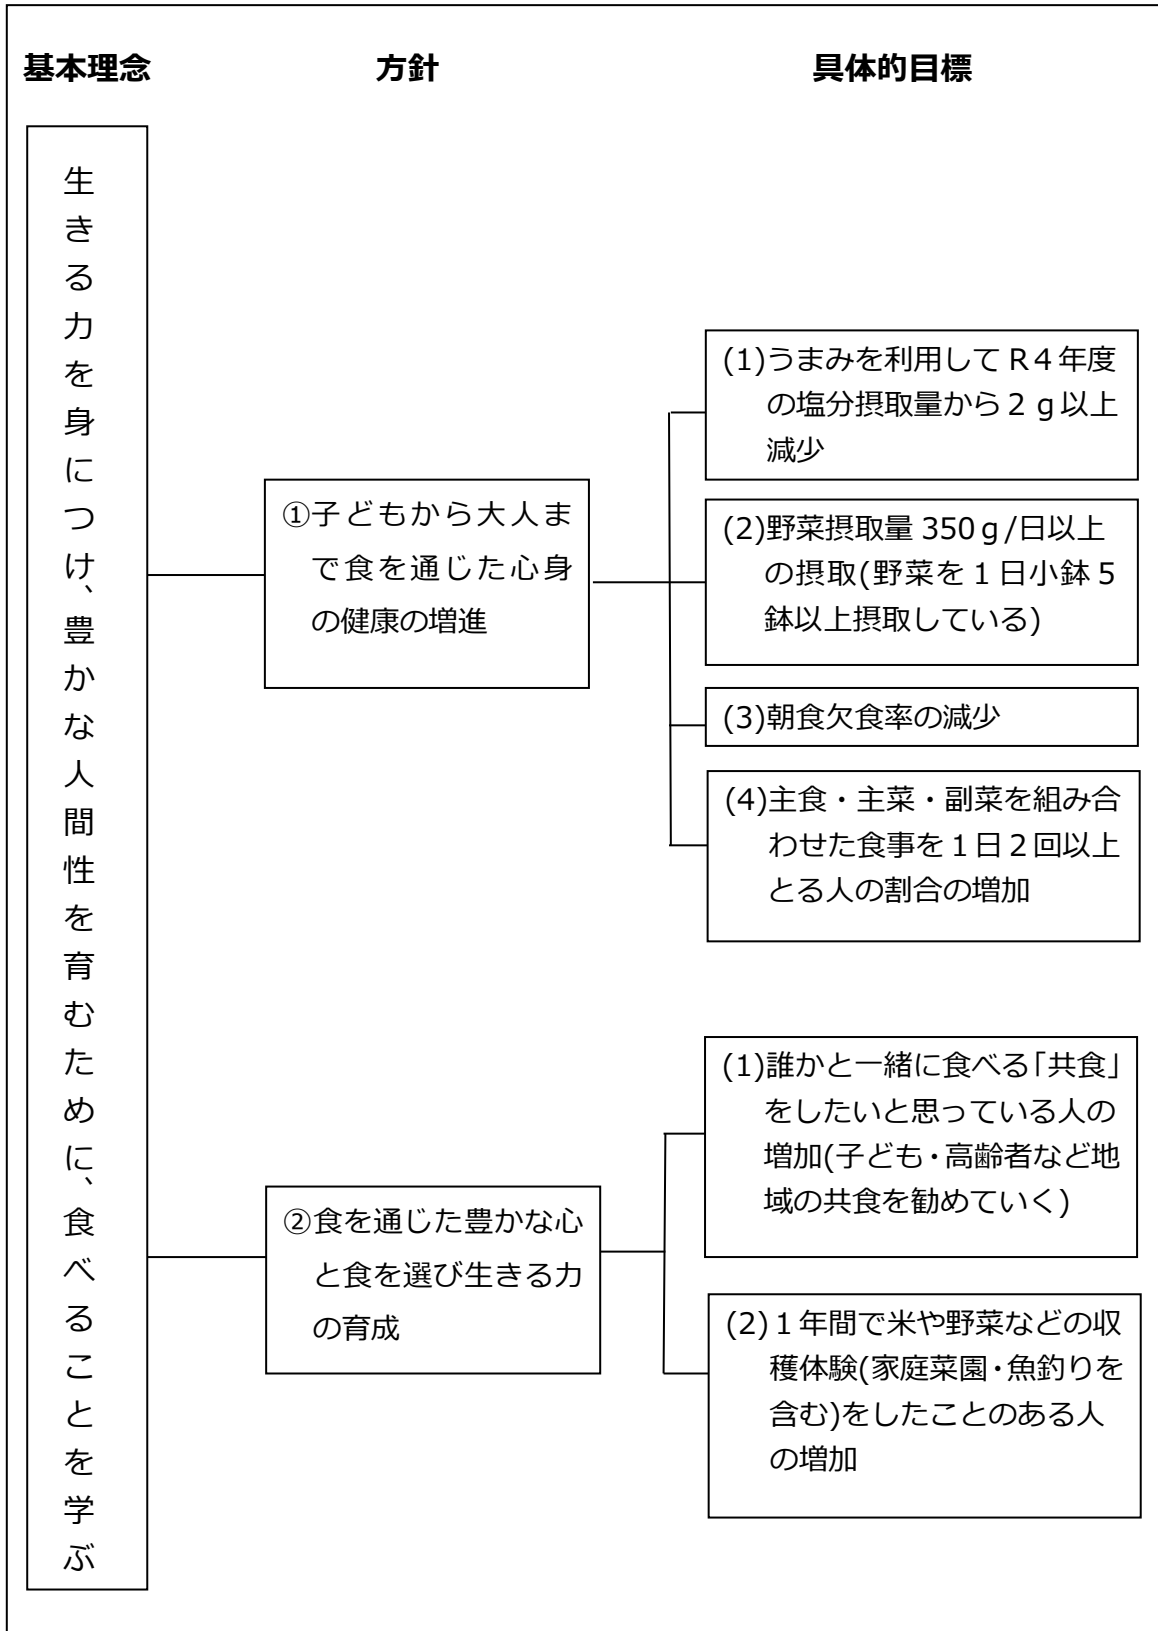 基本理念　方針　具体的目標
生きる力を身につけ、豊かな人間性を育むために、食べることを学ぶ
①子どもから大人ま
で食を通じた心身
の健康の増進
(1)うまみを利用して R４年度
の塩分摂取量から２ｇ以上
減少
(2)野菜摂取量 350ｇ/日以上
の摂取(野菜を１日小鉢５
鉢以上摂取している)
(3)朝食欠食率の減少
(4)主食・主菜・副菜を組み合
わせた食事を１日２回以上
とる人の割合の増加
②食を通じた豊かな心
と食を選び生きる力
の育成
(1)誰かと一緒に食べる「共食」
をしたいと思っている人の
増加(子ども・高齢者など地
域の共食を勧めていく)
(2)１年間で米や野菜などの収
穫体験(家庭菜園・魚釣りを
含む)をしたことのある人
の増加